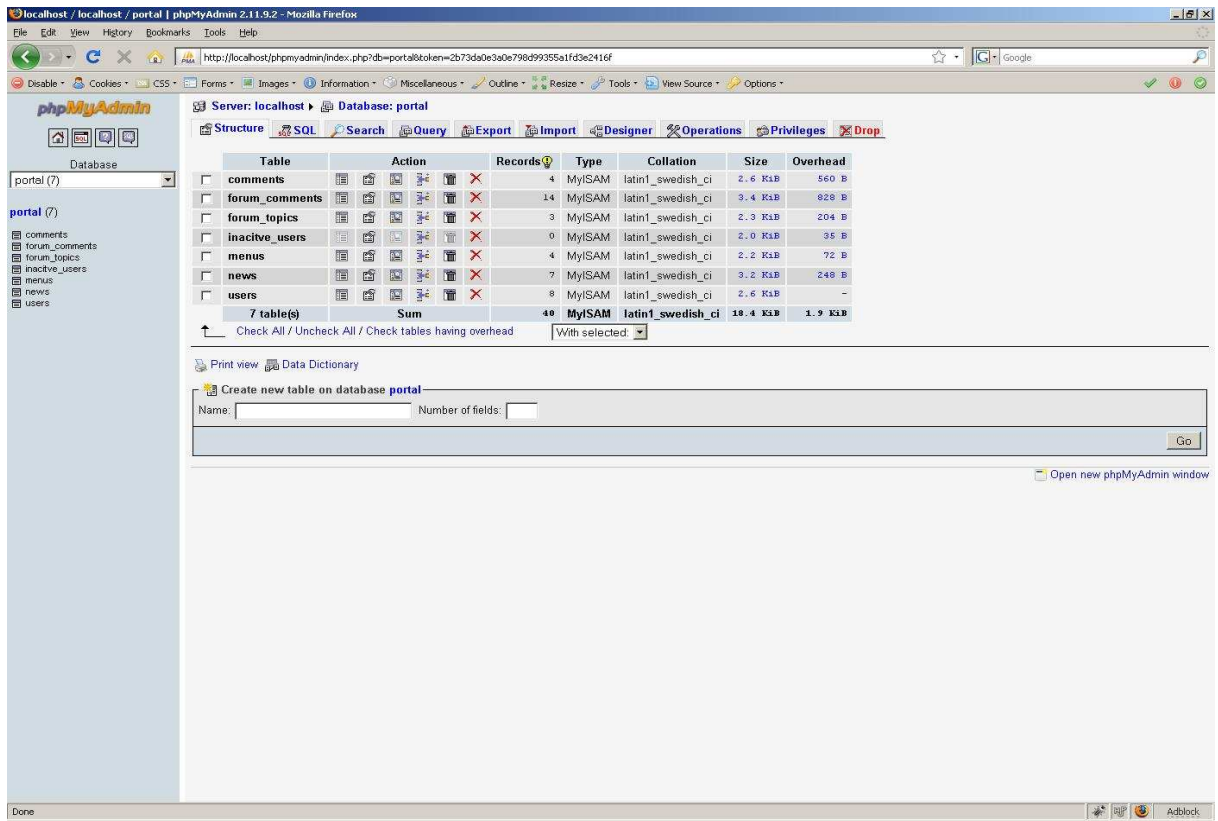 localhost / localhost / portal | phpMyAdmin 2.11.9.2 - Mozilla Firefox
File Edit View History Bookmarks Tools Help
http://localhost/phpmyadmin/index.php?db=portal&token=2b73da0e3a0e798d99355a1fd3e2416f
Google
Disable Cookies CSS Forms Images Information Miscellaneous Outline Resize Tools View Source Options
phpMyAdmin
Database
portal (7)
portal (7)
comments
forum_comments
forum_topics
inacitve_users
menus
news
users
Server: localhost Database: portal
Structure SQL Search Query Export Import Designer Operations Privileges Drop
Table Action Records Type Collation Size Overhead
comments 4 MyISAM latin1_swedish_ci 2.6 KiB 560 B
forum_comments 14 MyISAM latin1_swedish_ci 3.4 KiB 828 B
forum_topics 3 MyISAM latin1_swedish_ci 2.3 KiB 204 B
inacitve_users 0 MyISAM latin1_swedish_ci 2.0 KiB 35 B
menus 4 MyISAM latin1_swedish_ci 2.2 KiB 72 B
news 7 MyISAM latin1_swedish_ci 3.2 KiB 248 B
users 8 MyISAM latin1_swedish_ci 2.6 KiB -
7 table(s) Sum 40 MyISAM latin1_swedish_ci 18.4 KiB 1.9 KiB
Check All / Uncheck All / Check tables having overhead With selected:
Print view Data Dictionary
Create new table on database portal
Name: Number of fields:
Go
Open new phpMyAdmin window
Done Adblock